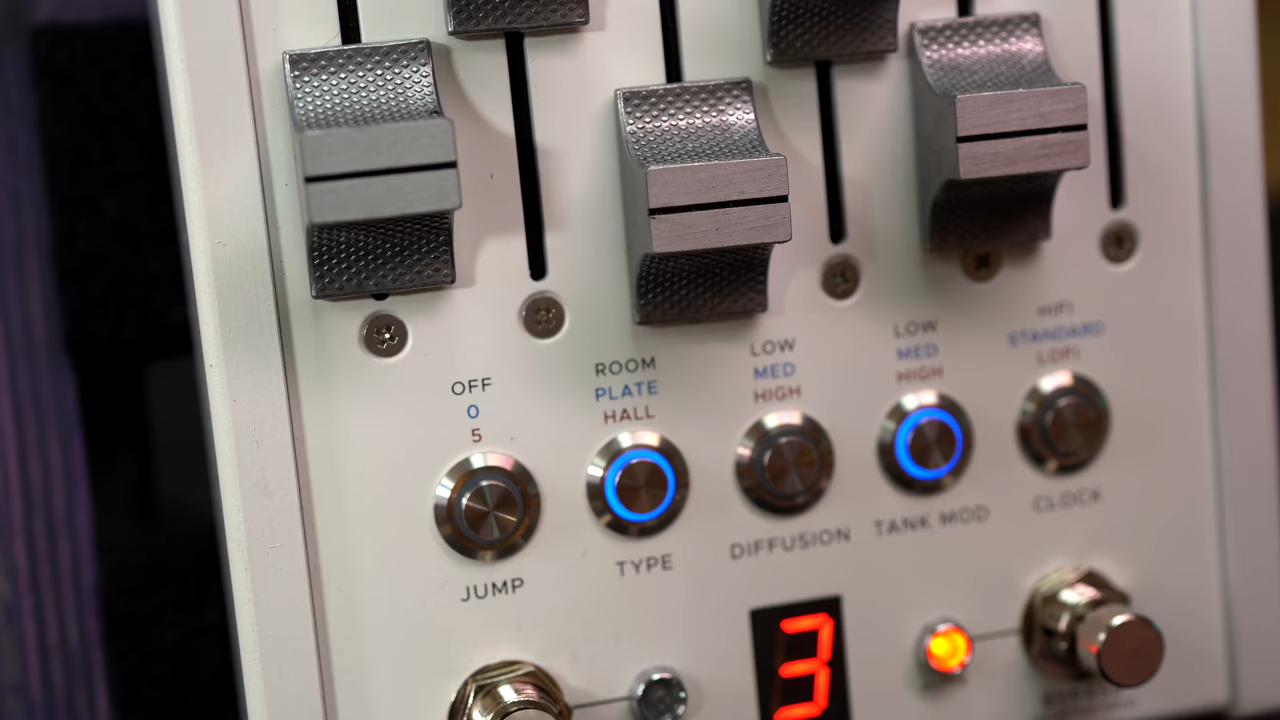 OFF
0
5
ROOM
PLATE
HALL
LOW
MED
HIGH
LOW
MED
HIGH
HIFI
STANDARD
LOFI
JUMP
TYPE
DIFFUSION
TANK MOD
CLOCK
3